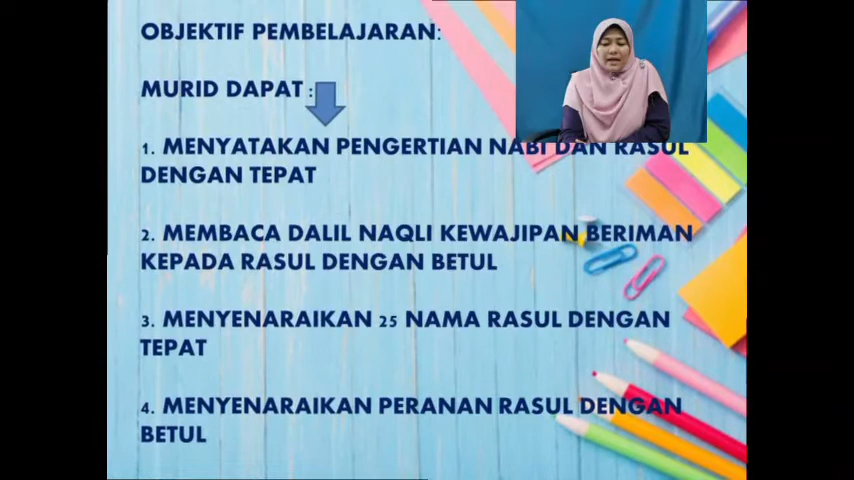 OBJEKTIF PEMBELAJARAN:
MURID DAPAT :
1. MENYATAKAN PENGERTIAN NABI DAN RASUL
DENGAN TEPAT
2. MEMBACA DALIL NAQLI KEWAJIPAN BERIMAN
KEPADA RASUL DENGAN BETUL
3. MENYENARAIKAN 25 NAMA RASUL DENGAN
TEPAT
4. MENYENARAIKAN PERANAN RASUL DENGAN
BETUL